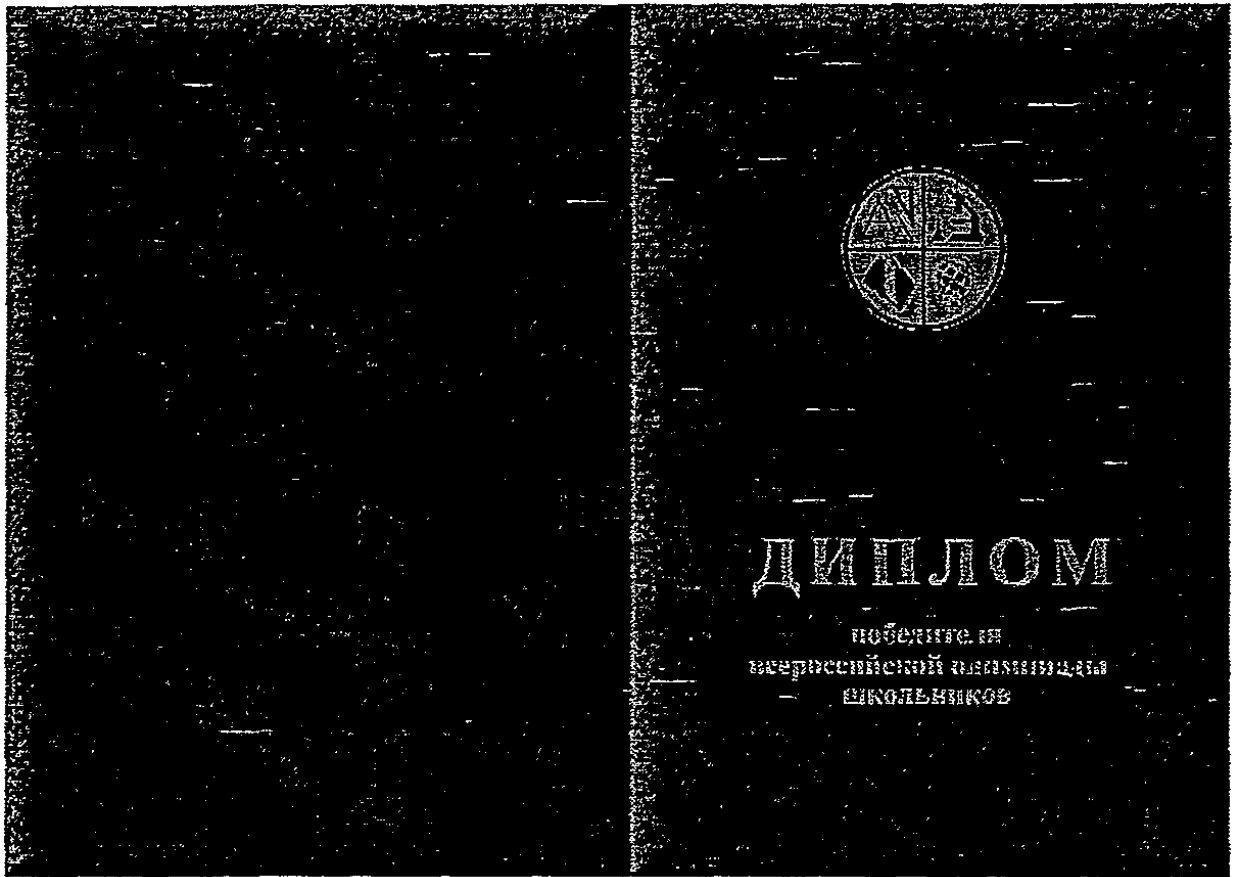 ДИПЛОМ
победителя
всероссийской олимпиады
школьников